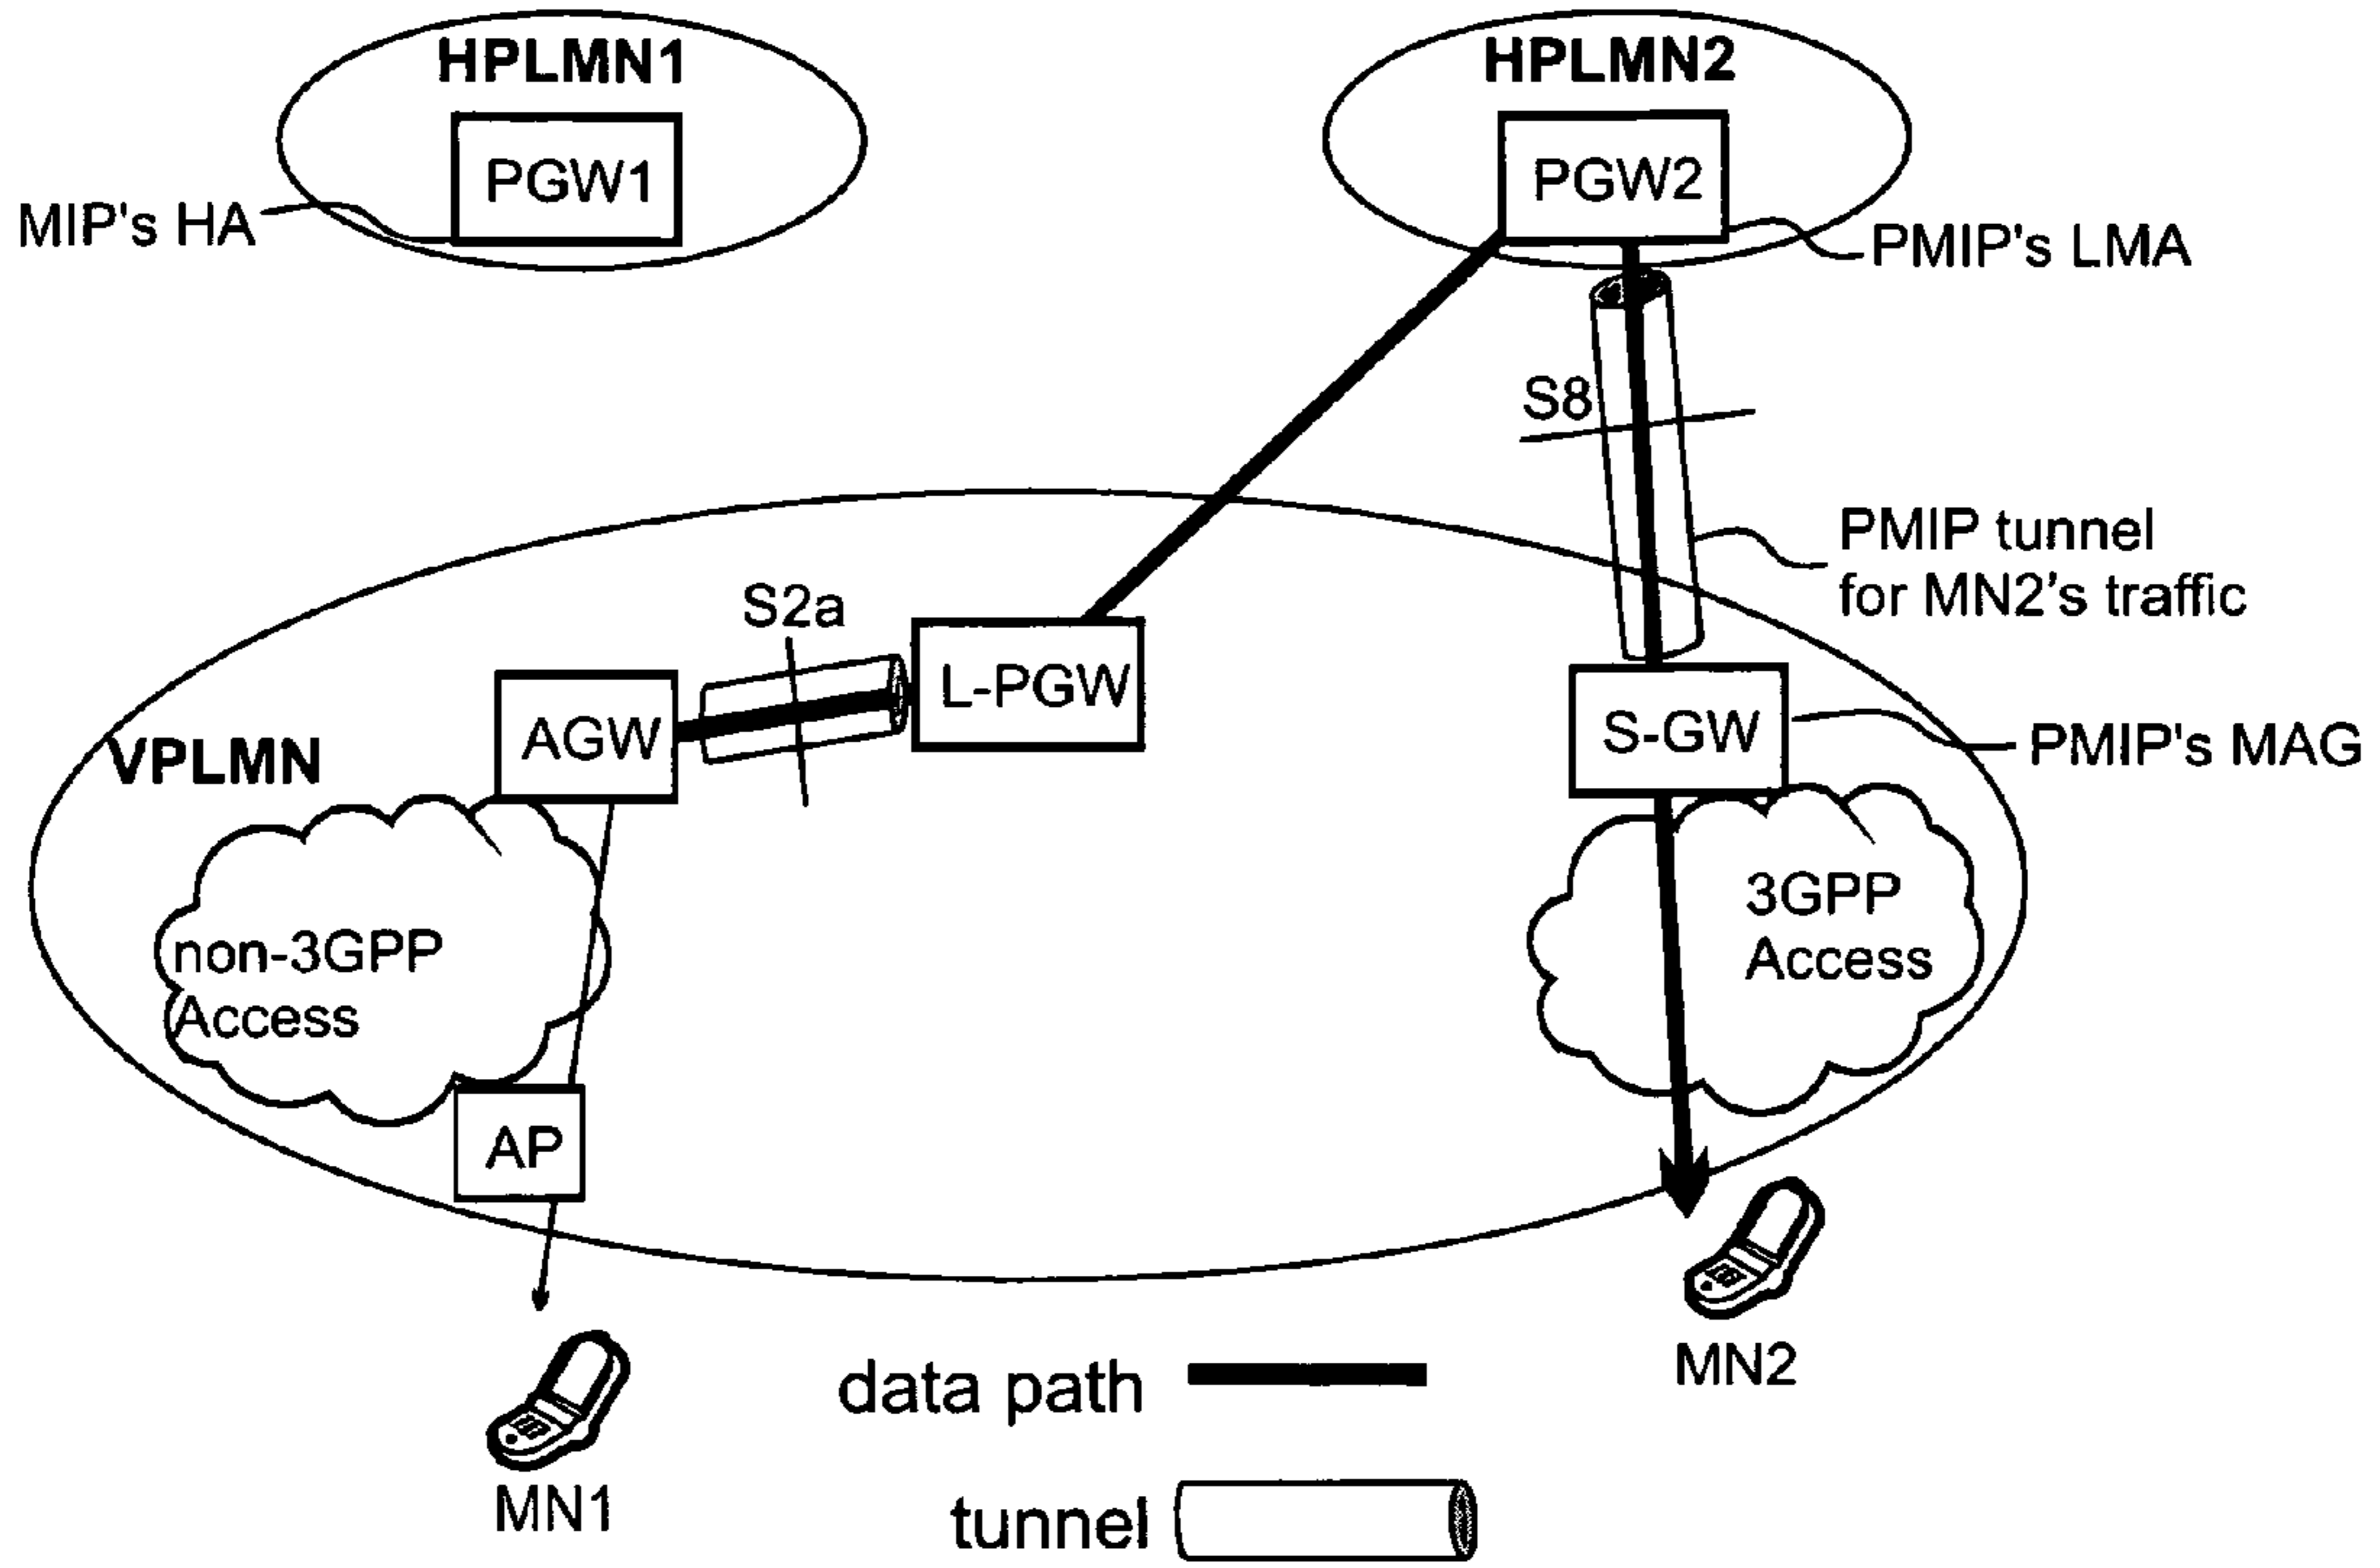 HPLMN1
HPLMN2
PGW1
PGW2
MIP's HA
PMIP's LMA
S8
PMIP tunnel
for MN2's traffic
S2a
L-PGW
AGW
S-GW
VPLMN
PMIP's MAG
3GPP
Access
non-3GPP
Access
AP
MN2
data path
MN1
tunnel